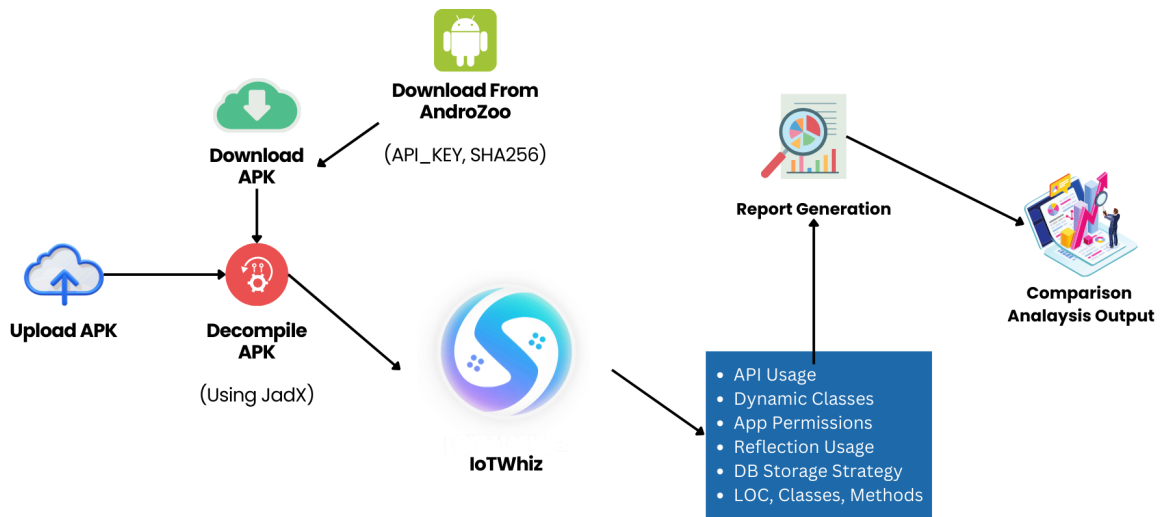 Download From
AndroZoo
(API_KEY, SHA256)
Download
APK
Upload APK
Decompile
APK
(Using JadX)
IoTWhiz
• API Usage
• Dynamic Classes
• App Permissions
• Reflection Usage
• DB Storage Strategy
• LOC, Classes, Methods
Report Generation
Comparison
Analaysis Output